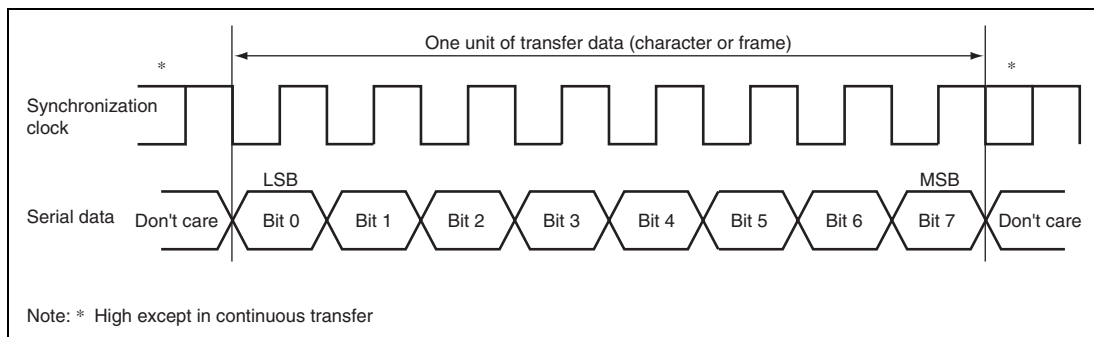 One unit of transfer data (character or frame)
* *
Synchronization
clock
LSB MSB
Serial data Don't care Bit 0 Bit 1 Bit 2 Bit 3 Bit 4 Bit 5 Bit 6 Bit 7 Don't care
Note: * High except in continuous transfer